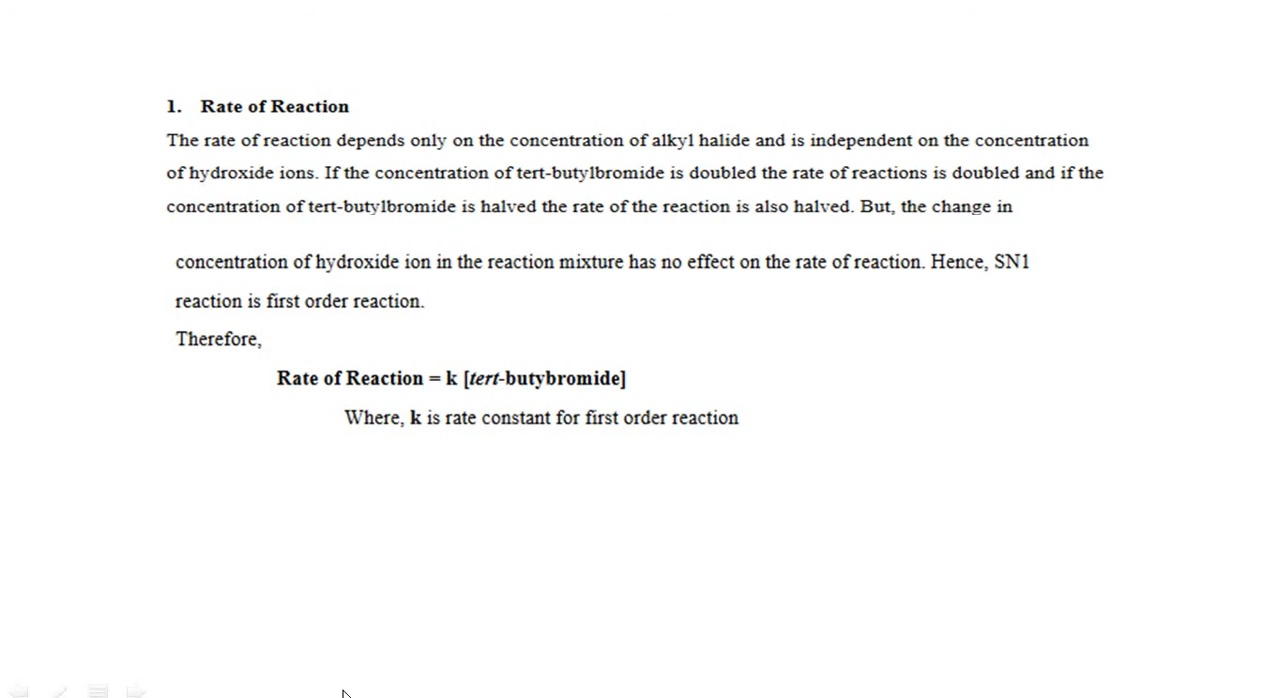 1. Rate of Reaction
The rate of reaction depends only on the concentration of alkyl halide and is independent on the concentration
of hydroxide ions. If the concentration of tert-butylbromide is doubled the rate of reactions is doubled and if the
concentration of tert-butylbromide is halved the rate of the reaction is also halved. But, the change in
concentration of hydroxide ion in the reaction mixture has no effect on the rate of reaction. Hence, SN1
reaction is first order reaction.
Therefore,
Rate of Reaction = k [tert-butybromide]
Where, k is rate constant for first order reaction